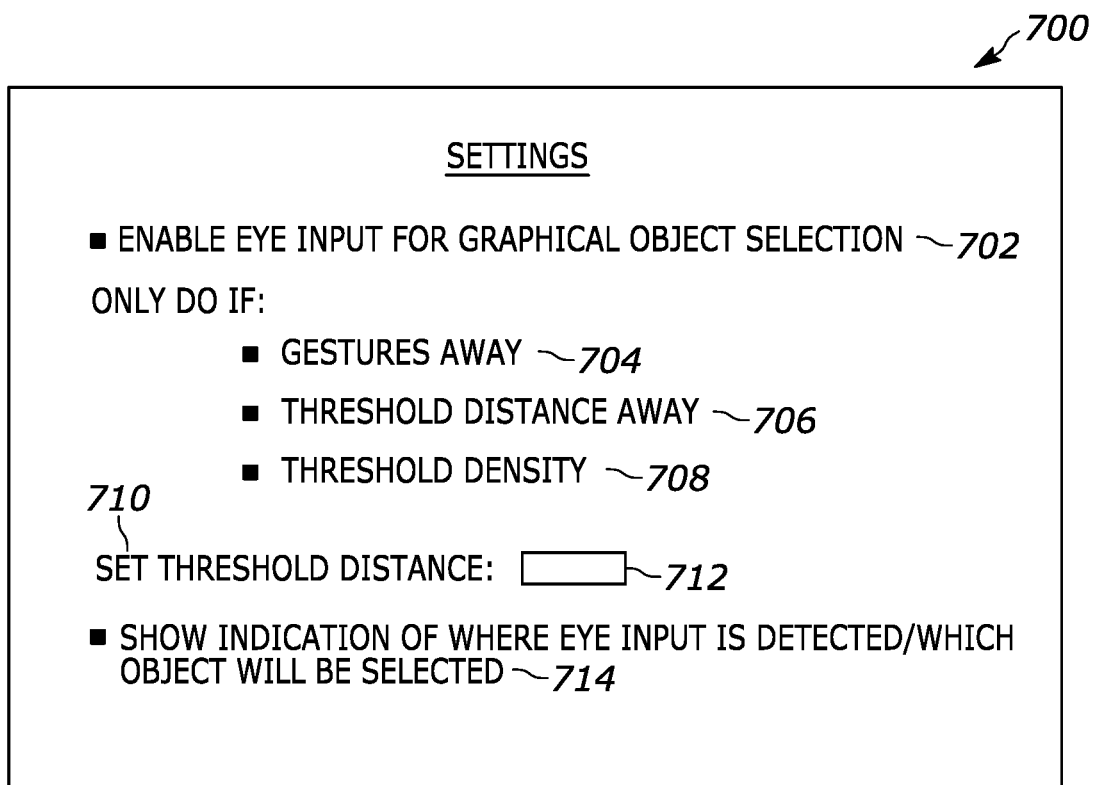 700
SETTINGS
■ ENABLE EYE INPUT FOR GRAPHICAL OBJECT SELECTION 702
ONLY DO IF:
■ GESTURES AWAY 704
■ THRESHOLD DISTANCE AWAY 706
■ THRESHOLD DENSITY 708
710
SET THRESHOLD DISTANCE: 712
■ SHOW INDICATION OF WHERE EYE INPUT IS DETECTED/WHICH
OBJECT WILL BE SELECTED 714